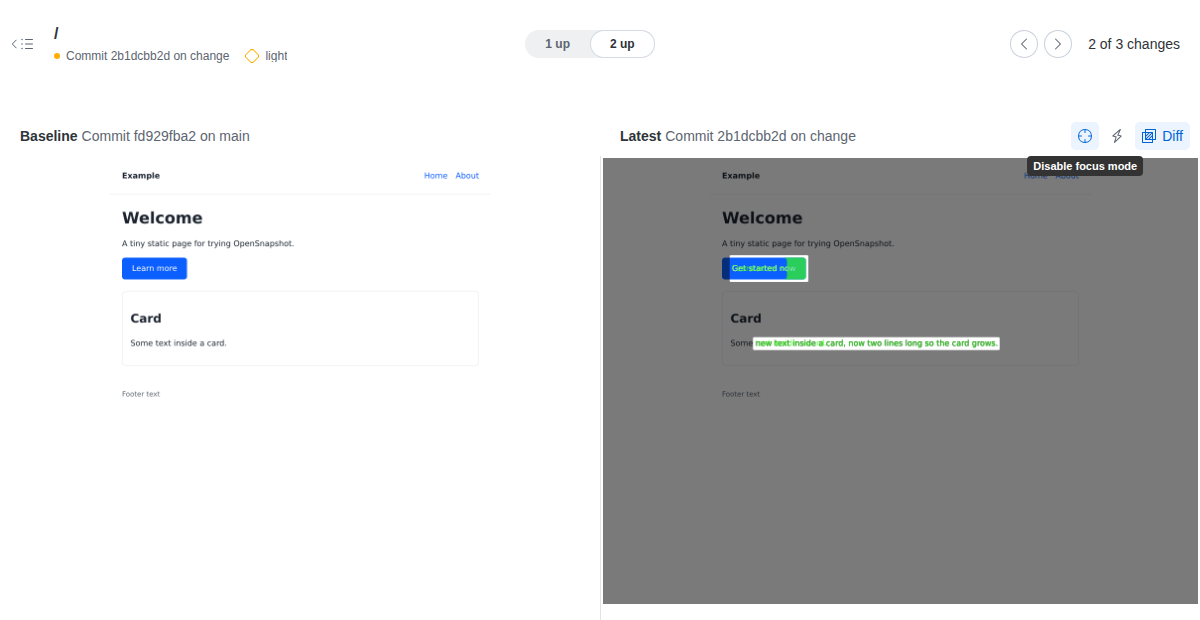 /
Commit 2b1dcbb2d on change
light
1 up
2 up
2 of 3 changes
Baseline Commit fd929fba2 on main
Latest Commit 2b1dcbb2d on change
Diff
Disable focus mode
Example
Home About
Welcome
A tiny static page for trying OpenSnapshot.
Learn more
Card
Some text inside a card.
Footer text
Example
Home About
Welcome
A tiny static page for trying OpenSnapshot.
Get started now
Card
Some new text inside a card, now two lines long so the card grows.
Footer text